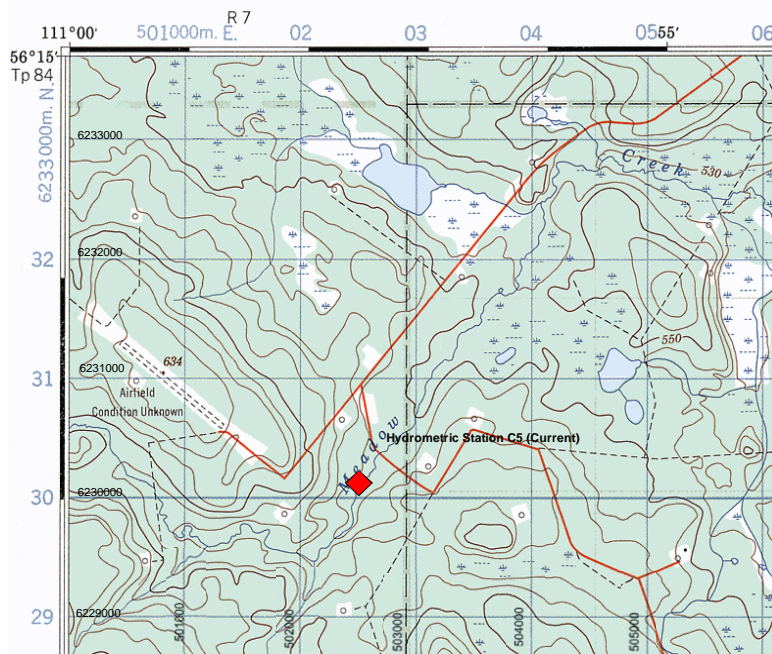 R 7
111°00' 501000m. E. 02 03 04 05 55' 06
56°15'
Tp 84
6233000m. N.
6233000
Creek
530
32
6232000
634
550
31
6231000
Airfield
Condition Unknown
Meadow
Hydrometric Station C5 (Current)
30
6230000
29
6229000
501000
502000
503000
504000
505000